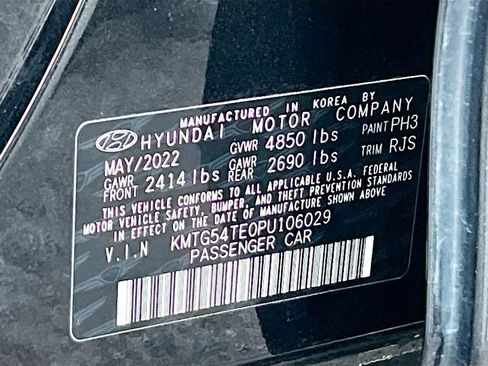 MANUFACTURED IN KOREA BY
HYUNDAI MOTOR COMPANY
MAY/2022 GVWR 4850 lbs PAINT PH3
GAWR FRONT 2414 lbs GAWR REAR 2690 lbs TRIM RJS
THIS VEHICLE CONFORMS TO ALL APPLICABLE U.S.A. FEDERAL
MOTOR VEHICLE SAFETY, BUMPER, AND THEFT PREVENTION STANDARDS
IN EFFECT ON THE DATE OF MANUFACTURE SHOWN ABOVE.
V.I.N KMTG54TE0PU106029
PASSENGER CAR